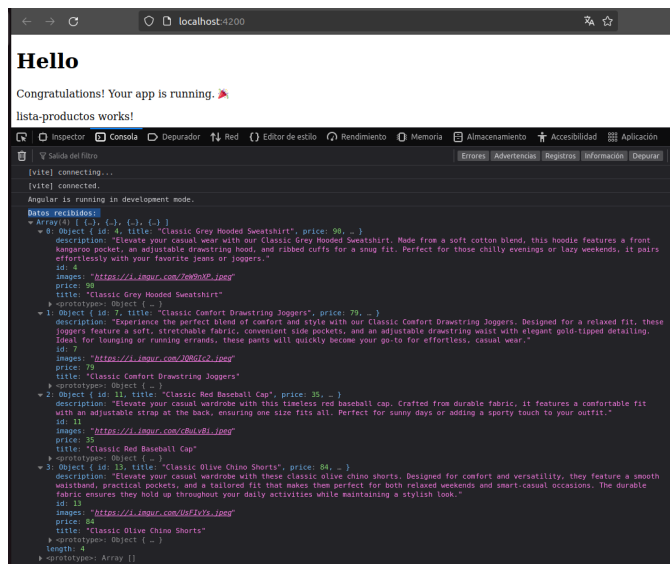 localhost:4200
Hello
Congratulations! Your app is running. 🎉
lista-productos works!
Inspector Consola Depurador Red Editor de estilo Rendimiento Memoria Almacenamiento Accesibilidad Aplicación
Salida del filtro Errores Advertencias Registros Información Depurar
[vite] connecting...
[vite] connected.
Angular is running in development mode.
Datos recibidos:
Array(4) [ {…}, {…}, {…}, {…} ]
0: Object { id: 4, title: "Classic Grey Hooded Sweatshirt", price: 90, … }
description: "Elevate your casual wear with our Classic Grey Hooded Sweatshirt. Made from a soft cotton blend, this hoodie features a front
kangaroo pocket, an adjustable drawstring hood, and ribbed cuffs for a snug fit. Perfect for those chilly evenings or lazy weekends, it pairs
effortlessly with your favorite jeans or joggers."
id: 4
images: "https://i.imgur.com/7eW9nXP.jpeg"
price: 90
title: "Classic Grey Hooded Sweatshirt"
<prototype>: Object { … }
1: Object { id: 7, title: "Classic Comfort Drawstring Joggers", price: 79, … }
description: "Experience the perfect blend of comfort and style with our Classic Comfort Drawstring Joggers. Designed for a relaxed fit, these
joggers feature a soft, stretchable fabric, convenient side pockets, and an adjustable drawstring waist with elegant gold-tipped detailing.
Ideal for lounging or running errands, these pants will quickly become your go-to for effortless, casual wear."
id: 7
images: "https://i.imgur.com/JQRGIc2.jpeg"
price: 79
title: "Classic Comfort Drawstring Joggers"
<prototype>: Object { … }
2: Object { id: 11, title: "Classic Red Baseball Cap", price: 35, … }
description: "Elevate your casual wardrobe with this timeless red baseball cap. Crafted from durable fabric, it features a comfortable fit
with an adjustable strap at the back, ensuring one size fits all. Perfect for sunny days or adding a sporty touch to your outfit."
id: 11
images: "https://i.imgur.com/cBuLvBi.jpeg"
price: 35
title: "Classic Red Baseball Cap"
<prototype>: Object { … }
3: Object { id: 13, title: "Classic Olive Chino Shorts", price: 84, … }
description: "Elevate your casual wardrobe with these classic olive chino shorts. Designed for comfort and versatility, they feature a smooth
waistband, practical pockets, and a tailored fit that makes them perfect for both relaxed weekends and smart-casual occasions. The durable
fabric ensures they hold up throughout your daily activities while maintaining a stylish look."
id: 13
images: "https://i.imgur.com/UsFIvYs.jpeg"
price: 84
title: "Classic Olive Chino Shorts"
<prototype>: Object { … }
length: 4
<prototype>: Array []